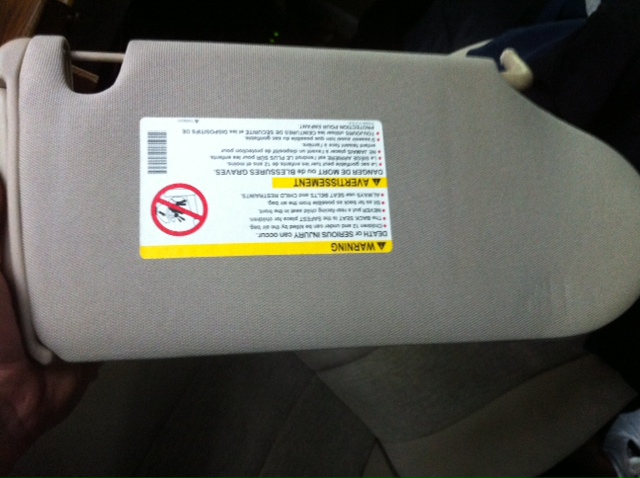 WARNING
DEATH or SERIOUS INJURY can occur.
Children 12 and under can be killed by the air bag.
The BACK SEAT is the SAFEST place for children.
NEVER put a rear-facing child seat in the front.
Sit as far back as possible from the air bag.
ALWAYS use SEAT BELTS and CHILD RESTRAINTS.
AVERTISSEMENT
DANGER DE MORT ou de BLESSURES GRAVES.
Le sac gonflable peut tuer les enfants de 12 ans et moins.
Le SIÈGE ARRIÈRE est l'endroit LE PLUS SÛR pour les enfants.
NE JAMAIS placer à l'avant un dispositif de protection pour
enfant faisant face à l'arrière.
S'asseoir aussi loin que possible du sac gonflable.
TOUJOURS utiliser les CEINTURES DE SÉCURITÉ et les DISPOSITIFS DE
PROTECTION POUR ENFANT.